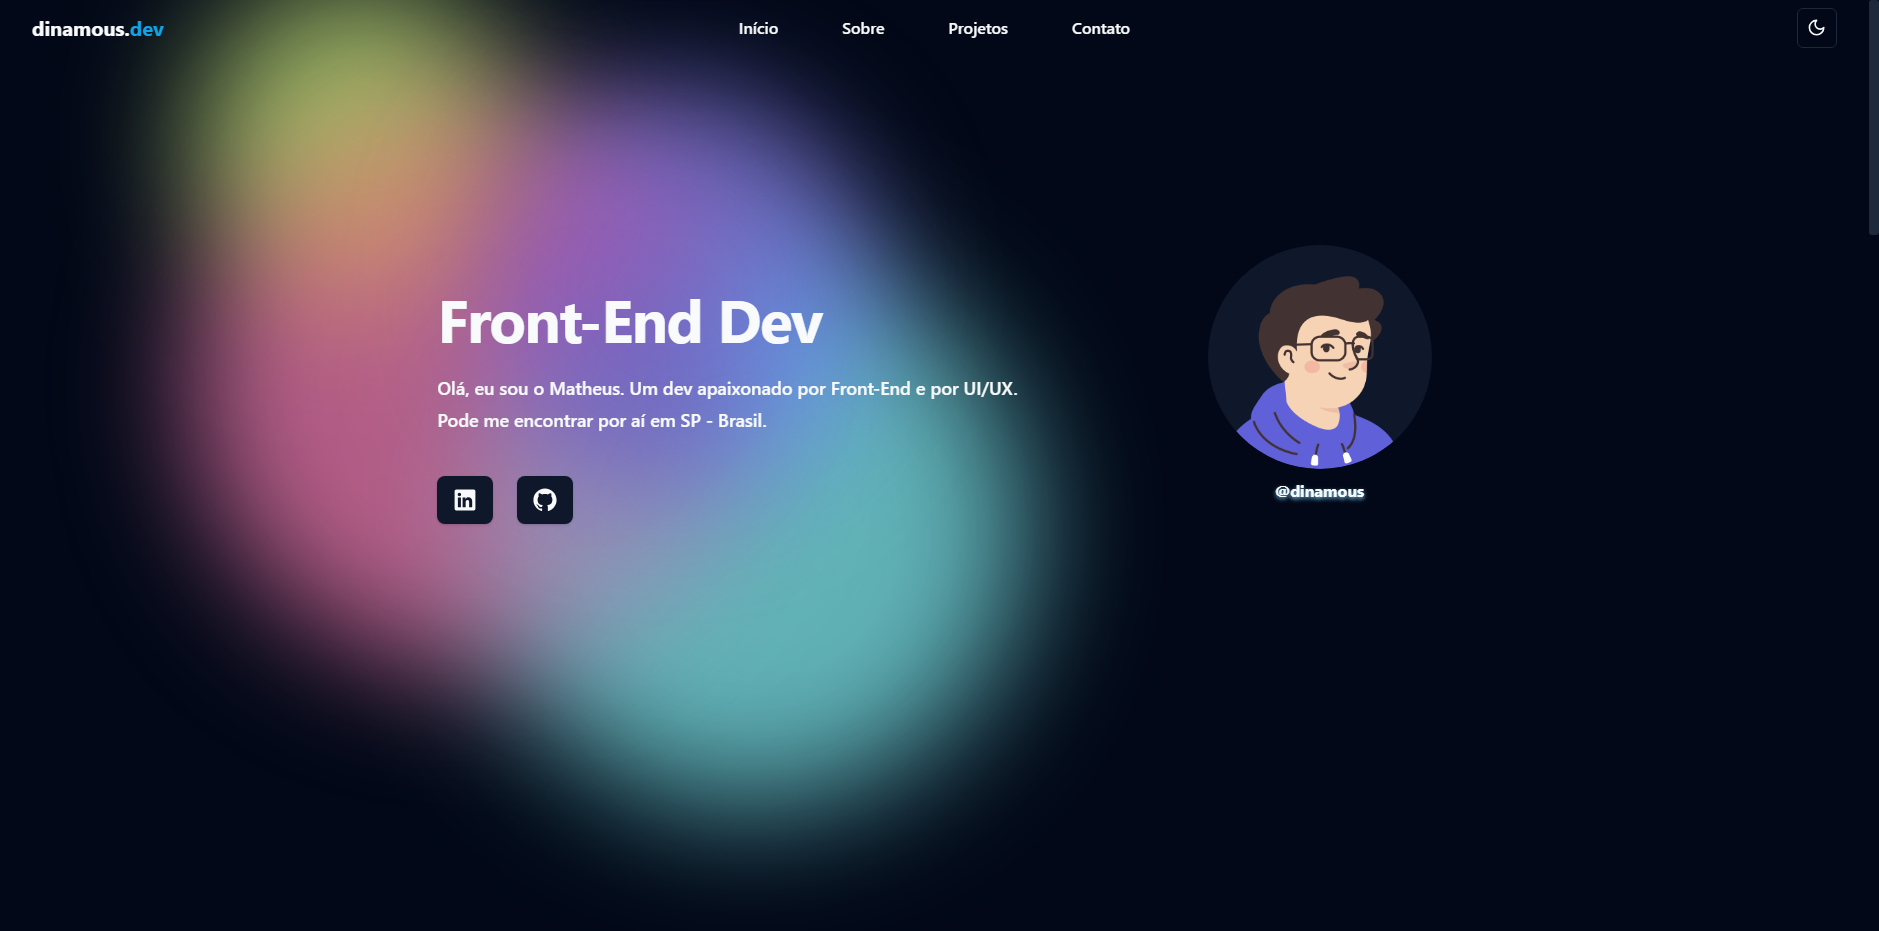 dinamous.dev
Início Sobre Projetos Contato
Front-End Dev
Olá, eu sou o Matheus. Um dev apaixonado por Front-End e por UI/UX.
Pode me encontrar por aí em SP - Brasil.
in
@dinamous